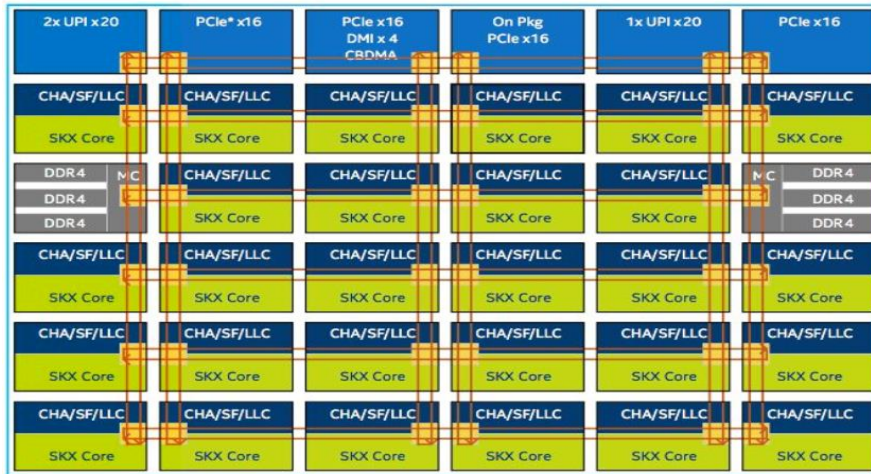 2x UPI x20
PCIe* x16
PCIe x16
DMI x 4
CBDMA
On Pkg
PCIe x16
1x UPI x20
PCIe x16
CHA/SF/LLC
CHA/SF/LLC
CHA/SF/LLC
CHA/SF/LLC
CHA/SF/LLC
CHA/SF/LLC
SKX Core
SKX Core
SKX Core
SKX Core
SKX Core
SKX Core
DDR4
DDR4
DDR4
MC
CHA/SF/LLC
CHA/SF/LLC
CHA/SF/LLC
CHA/SF/LLC
SKX Core
SKX Core
SKX Core
SKX Core
MC
DDR4
DDR4
DDR4
CHA/SF/LLC
CHA/SF/LLC
CHA/SF/LLC
CHA/SF/LLC
CHA/SF/LLC
CHA/SF/LLC
SKX Core
SKX Core
SKX Core
SKX Core
SKX Core
SKX Core
CHA/SF/LLC
CHA/SF/LLC
CHA/SF/LLC
CHA/SF/LLC
CHA/SF/LLC
CHA/SF/LLC
SKX Core
SKX Core
SKX Core
SKX Core
SKX Core
SKX Core
CHA/SF/LLC
CHA/SF/LLC
CHA/SF/LLC
CHA/SF/LLC
CHA/SF/LLC
CHA/SF/LLC
SKX Core
SKX Core
SKX Core
SKX Core
SKX Core
SKX Core